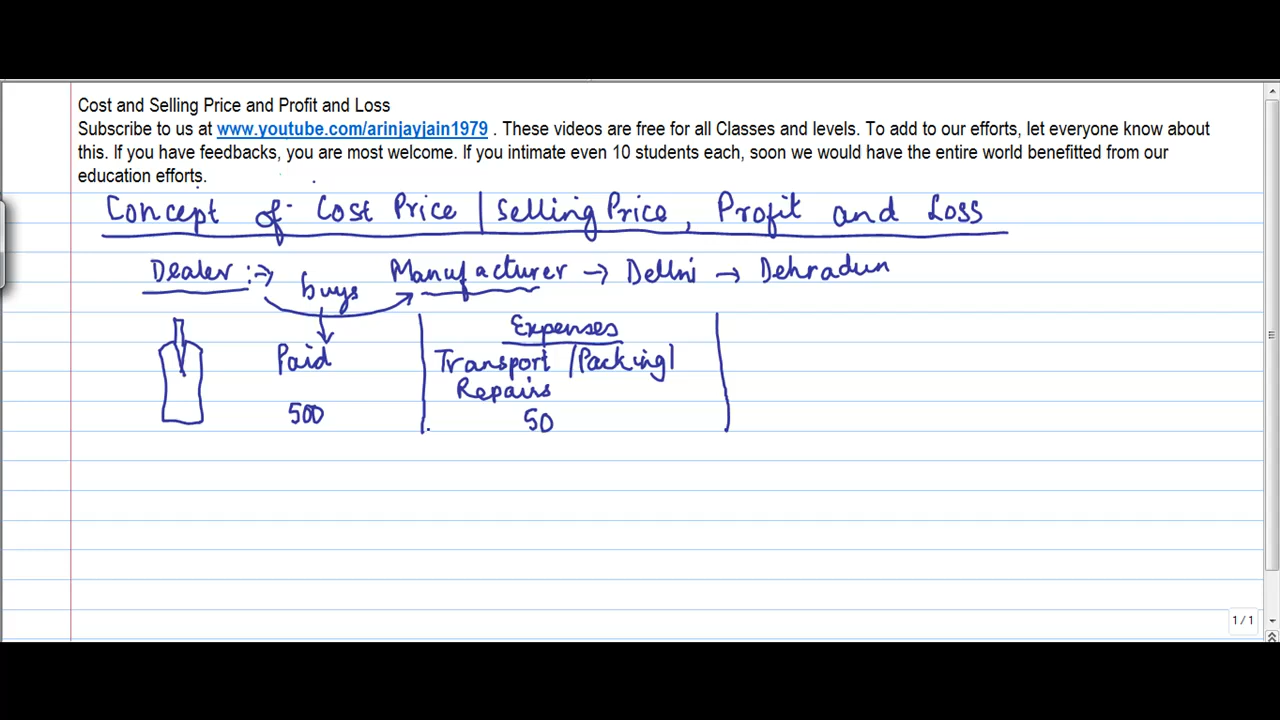 Cost and Selling Price and Profit and Loss
Subscribe to us at www.youtube.com/arinjayjain1979 . These videos are free for all Classes and levels. To add to our efforts, let everyone know about
this. If you have feedbacks, you are most welcome. If you intimate even 10 students each, soon we would have the entire world benefitted from our
education efforts.
Concept of Cost Price | Selling Price, Profit and Loss
Dealer :→ buys Manufacturer → Delhi → Dehradun
Expenses
Paid Transport |Packing|
Repairs
500 50
1 / 1